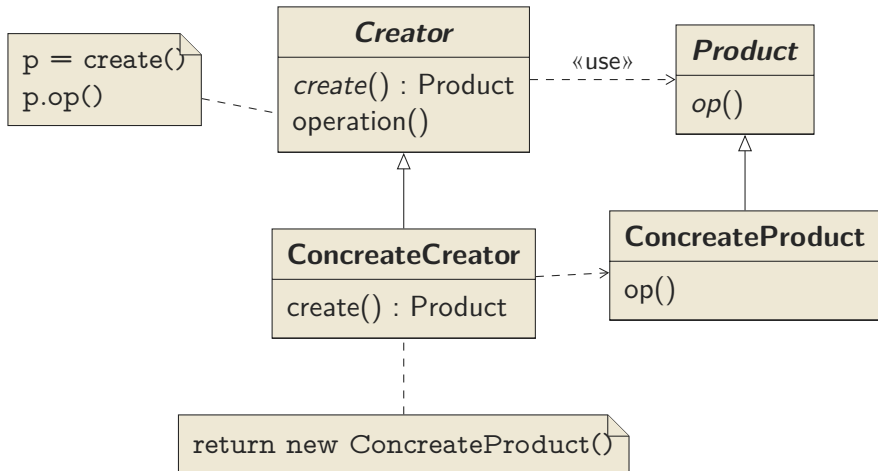 p = create()
p.op()
Creator
create() : Product
operation()
«use»
Product
op()
ConcreateCreator
create() : Product
ConcreateProduct
op()
return new ConcreateProduct()